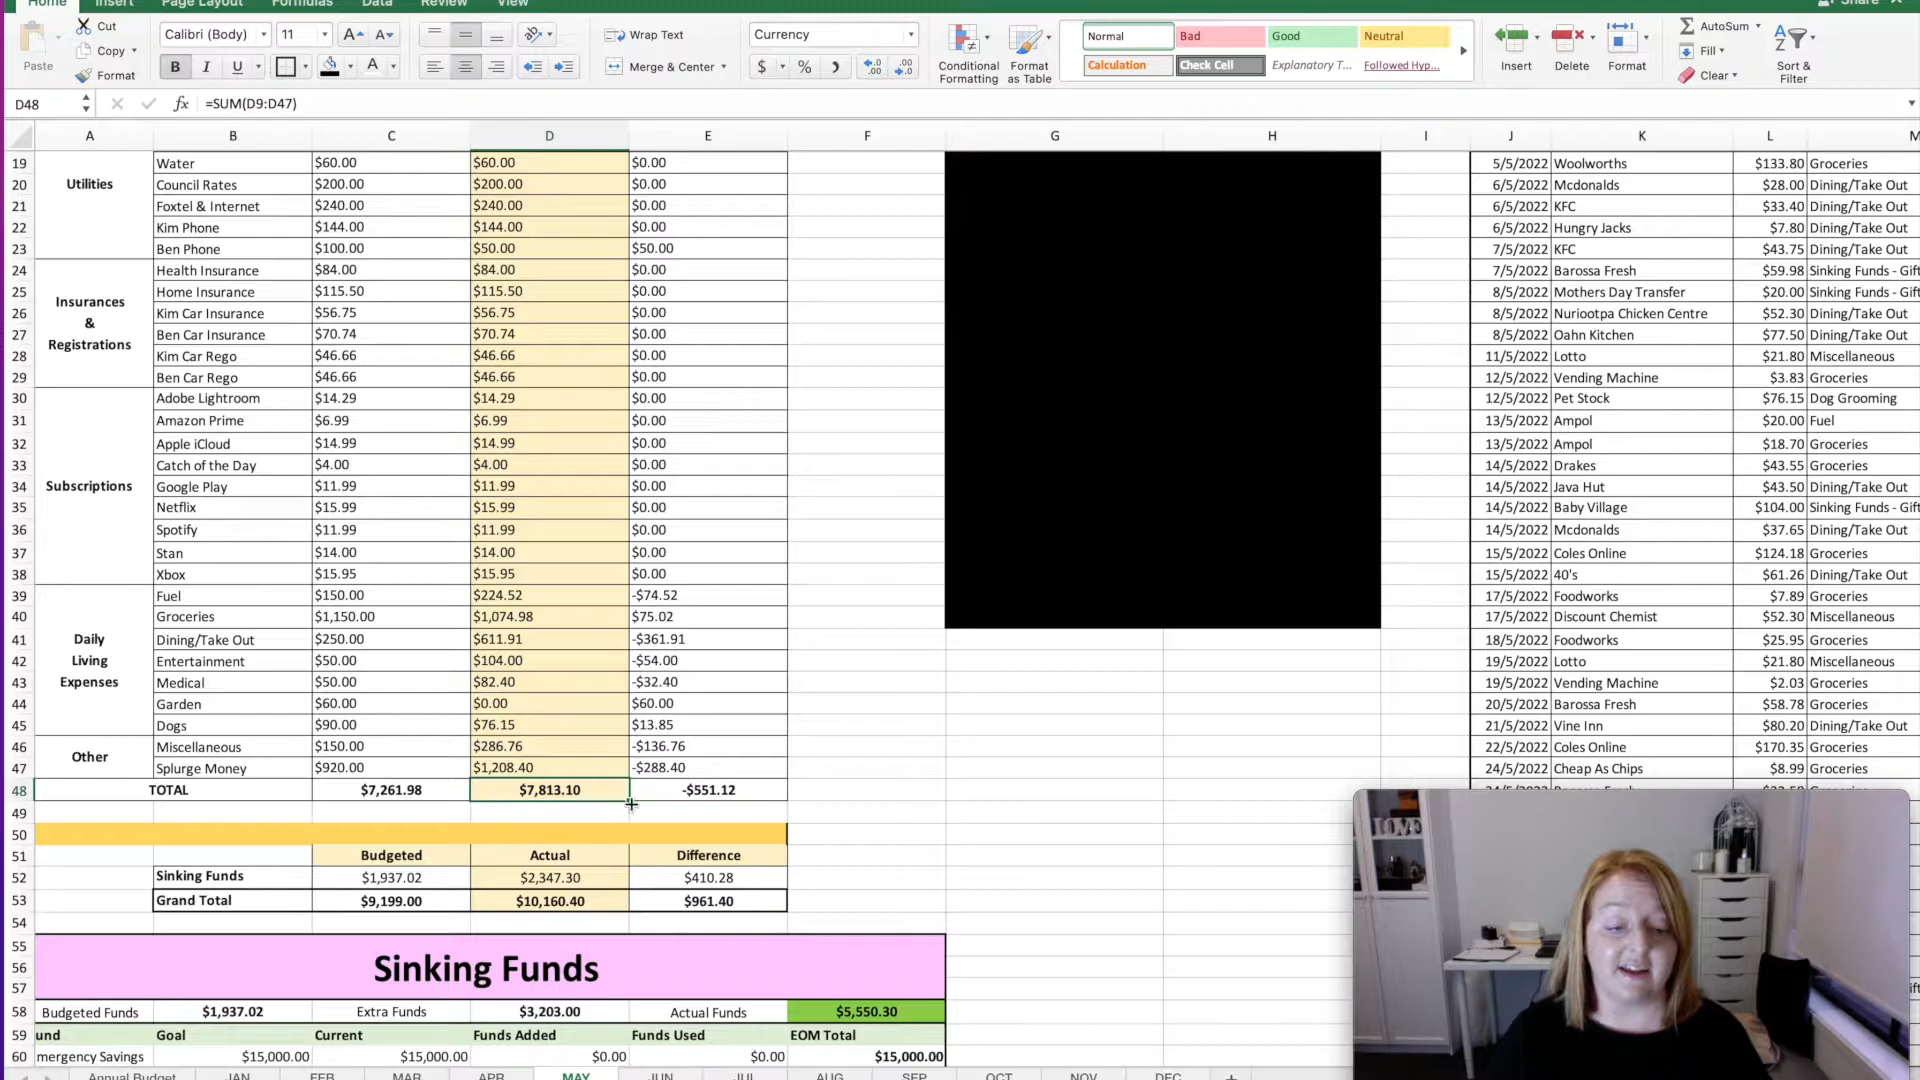 Home Insert Page Layout Formulas Data Review View Share
Cut Calibri (Body) 11 A A Wrap Text Currency Normal Bad Good Neutral AutoSum
Copy Fill
Paste Format B I U A Merge & Center $ % Conditional Formatting Format as Table Calculation Check Cell Explanatory T... Followed Hyp... Insert Delete Format Clear Sort & Filter
D48 fx =SUM(D9:D47)
A B C D E F G H I J K L M
19 Water $60.00 $60.00 $0.00 5/5/2022 Woolworths $133.80 Groceries
20 Utilities Council Rates $200.00 $200.00 $0.00 6/5/2022 Mcdonalds $28.00 Dining/Take Out
21 Foxtel & Internet $240.00 $240.00 $0.00 6/5/2022 KFC $33.40 Dining/Take Out
22 Kim Phone $144.00 $144.00 $0.00 6/5/2022 Hungry Jacks $7.80 Dining/Take Out
23 Ben Phone $100.00 $50.00 $50.00 7/5/2022 KFC $43.75 Dining/Take Out
24 Health Insurance $84.00 $84.00 $0.00 7/5/2022 Barossa Fresh $59.98 Sinking Funds - Gif
25 Insurances Home Insurance $115.50 $115.50 $0.00 8/5/2022 Mothers Day Transfer $20.00 Sinking Funds - Gif
26 & Kim Car Insurance $56.75 $56.75 $0.00 8/5/2022 Nuriootpa Chicken Centre $52.30 Dining/Take Out
27 Registrations Ben Car Insurance $70.74 $70.74 $0.00 8/5/2022 Oahn Kitchen $77.50 Dining/Take Out
28 Kim Car Rego $46.66 $46.66 $0.00 11/5/2022 Lotto $21.80 Miscellaneous
29 Ben Car Rego $46.66 $46.66 $0.00 12/5/2022 Vending Machine $3.83 Groceries
30 Adobe Lightroom $14.29 $14.29 $0.00 12/5/2022 Pet Stock $76.15 Dog Grooming
31 Amazon Prime $6.99 $6.99 $0.00 13/5/2022 Ampol $20.00 Fuel
32 Apple iCloud $14.99 $14.99 $0.00 13/5/2022 Ampol $18.70 Groceries
33 Catch of the Day $4.00 $4.00 $0.00 14/5/2022 Drakes $43.55 Groceries
34 Subscriptions Google Play $11.99 $11.99 $0.00 14/5/2022 Java Hut $43.50 Dining/Take Out
35 Netflix $15.99 $15.99 $0.00 14/5/2022 Baby Village $104.00 Sinking Funds - Gif
36 Spotify $11.99 $11.99 $0.00 14/5/2022 Mcdonalds $37.65 Dining/Take Out
37 Stan $14.00 $14.00 $0.00 15/5/2022 Coles Online $124.18 Groceries
38 Xbox $15.95 $15.95 $0.00 15/5/2022 40's $61.26 Dining/Take Out
39 Fuel $150.00 $224.52 -$74.52 17/5/2022 Foodworks $7.89 Groceries
40 Groceries $1,150.00 $1,074.98 $75.02 17/5/2022 Discount Chemist $52.30 Miscellaneous
41 Daily Dining/Take Out $250.00 $611.91 -$361.91 18/5/2022 Foodworks $25.95 Groceries
42 Living Entertainment $50.00 $104.00 -$54.00 19/5/2022 Lotto $21.80 Miscellaneous
43 Expenses Medical $50.00 $82.40 -$32.40 19/5/2022 Vending Machine $2.03 Groceries
44 Garden $60.00 $0.00 $60.00 20/5/2022 Barossa Fresh $58.78 Groceries
45 Dogs $90.00 $76.15 $13.85 21/5/2022 Vine Inn $80.20 Dining/Take Out
46 Other Miscellaneous $150.00 $286.76 -$136.76 22/5/2022 Coles Online $170.35 Groceries
47 Splurge Money $920.00 $1,208.40 -$288.40 24/5/2022 Cheap As Chips $8.99 Groceries
48 TOTAL $7,261.98 $7,813.10 -$551.12
49
50
51 Budgeted Actual Difference
52 Sinking Funds $1,937.02 $2,347.30 $410.28
53 Grand Total $9,199.00 $10,160.40 $961.40
54
55
56 Sinking Funds
57
58 Budgeted Funds $1,937.02 Extra Funds $3,203.00 Actual Funds $5,550.30
59 und Goal Current Funds Added Funds Used EOM Total
60 mergency Savings $15,000.00 $15,000.00 $0.00 $0.00 $15,000.00
Annual Budget JAN FEB MAR APR MAY JUN JUL AUG SEP OCT NOV DEC +